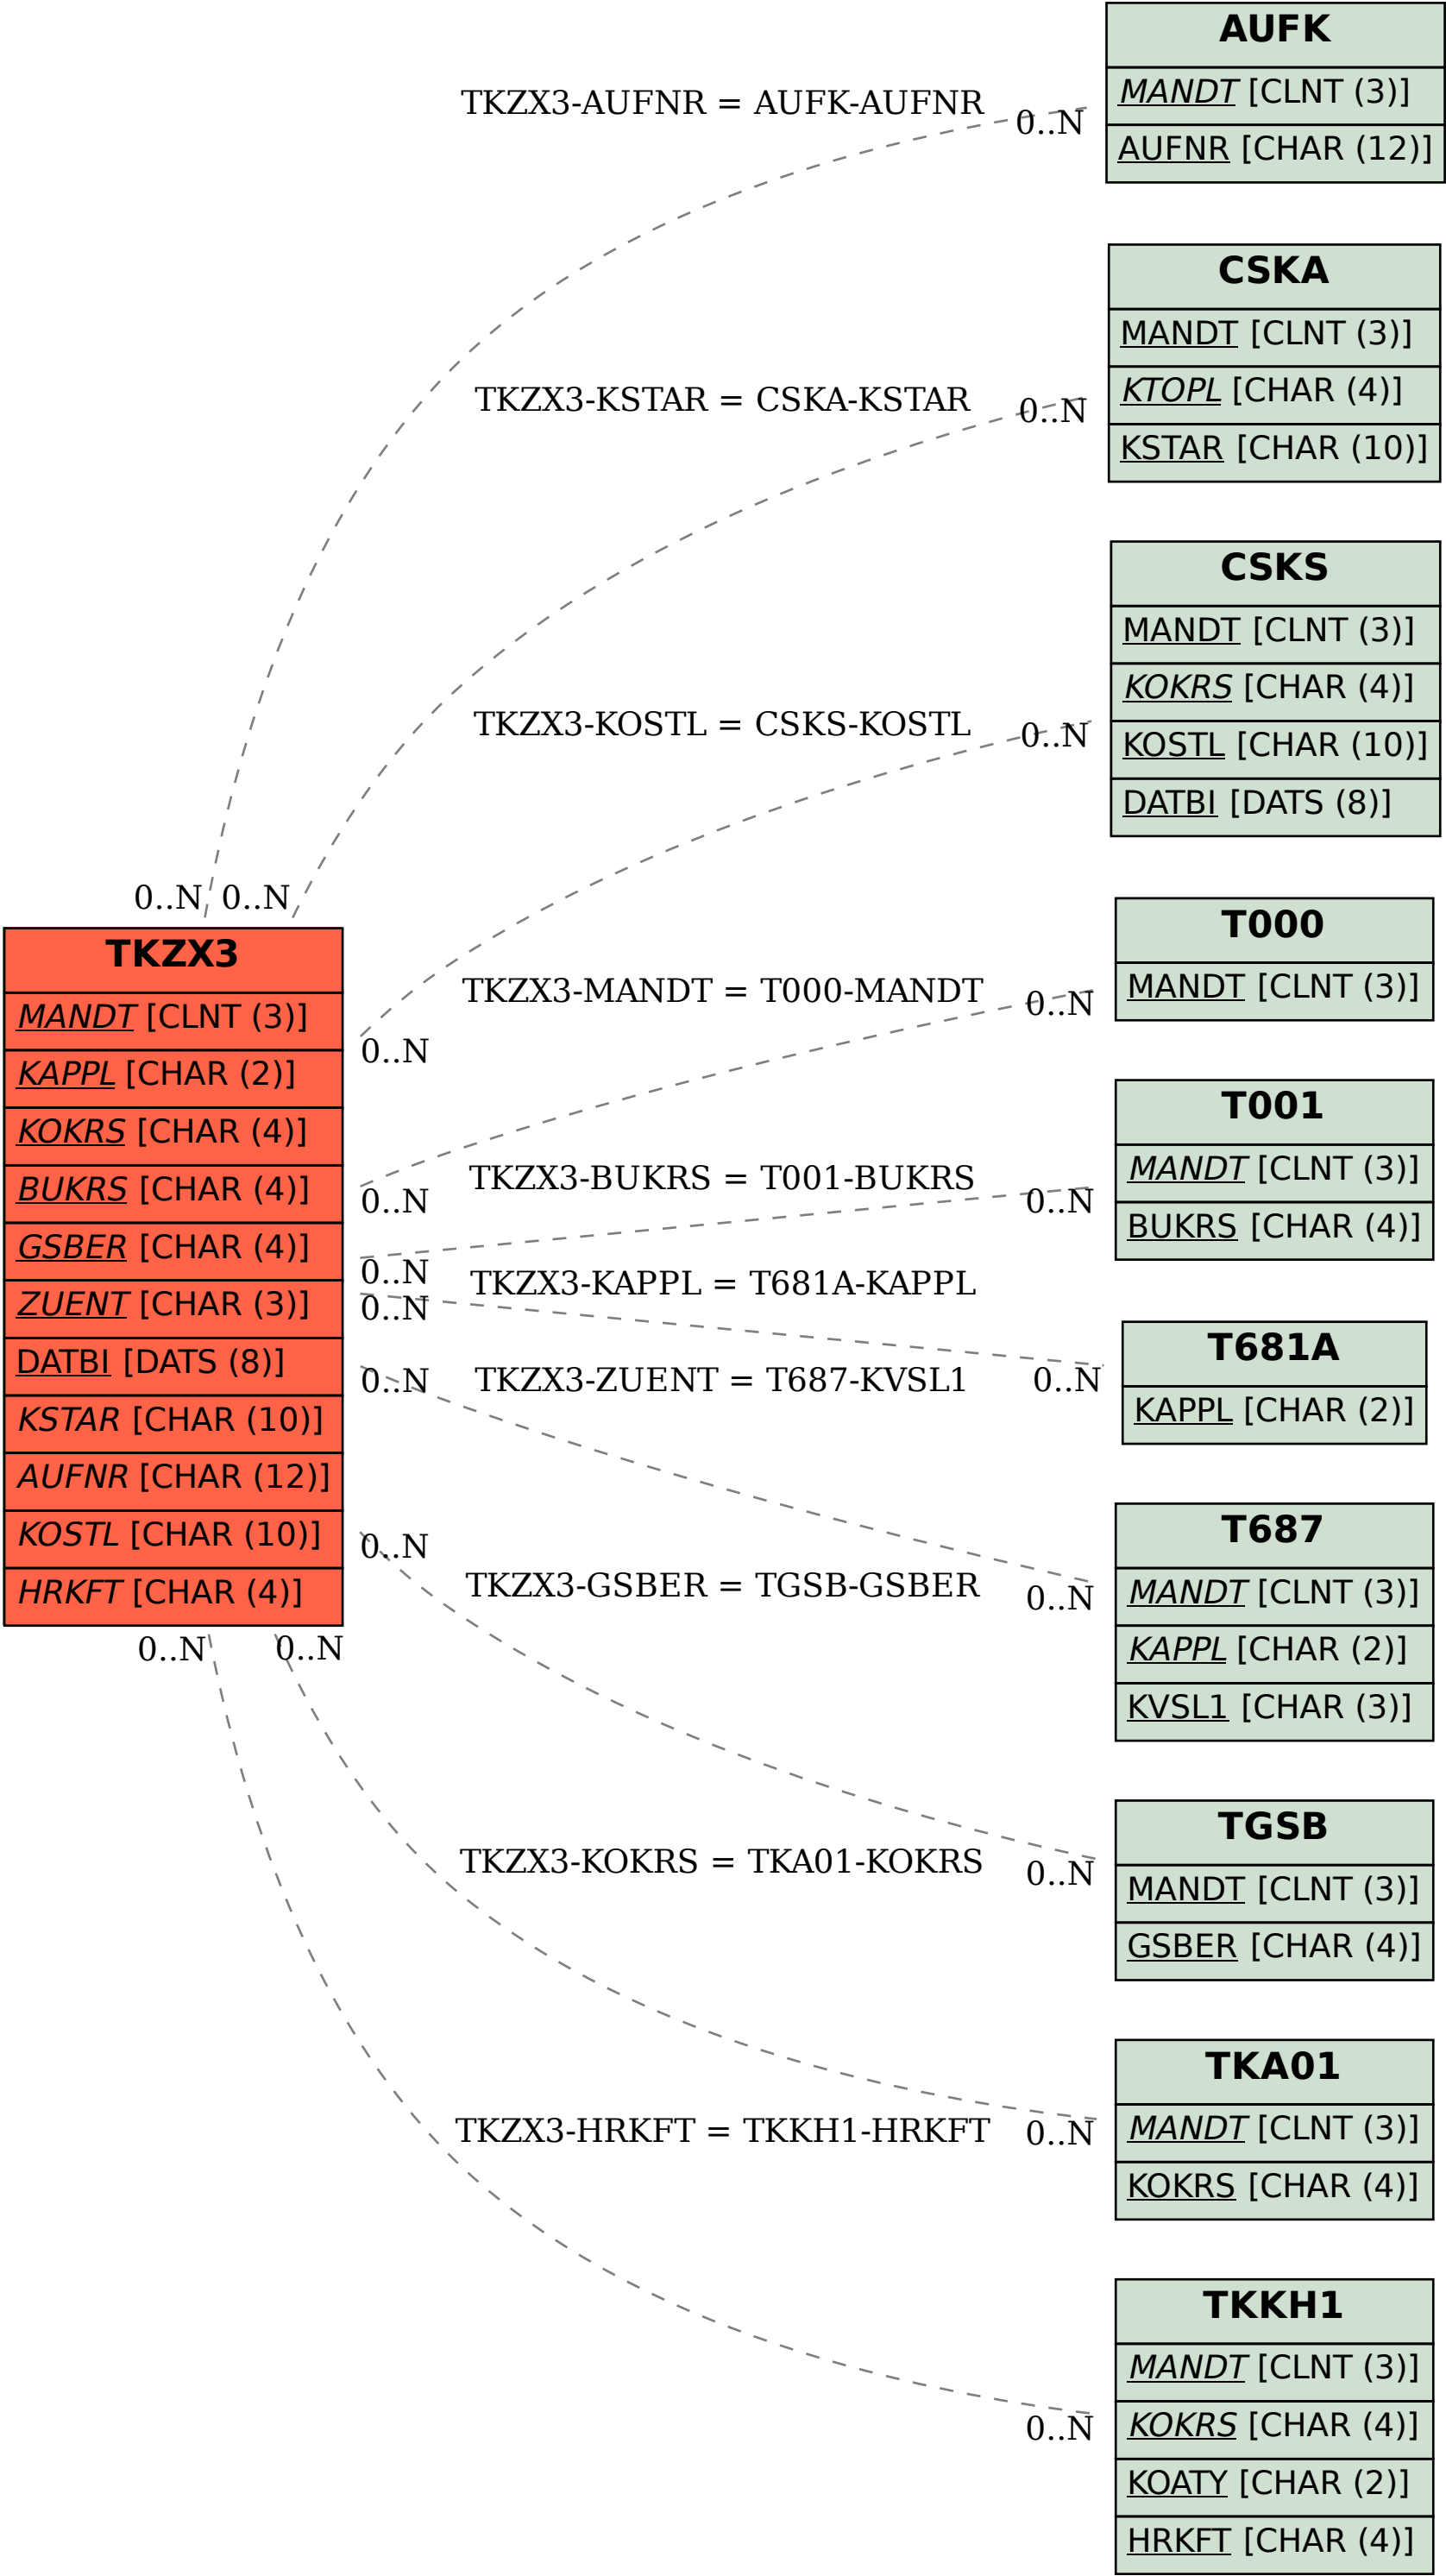 AUFK
MANDT [CLNT (3)]
AUFNR [CHAR (12)]
TKZX3-AUFNR = AUFK-AUFNR
0..N
CSKA
MANDT [CLNT (3)]
KTOPL [CHAR (4)]
KSTAR [CHAR (10)]
TKZX3-KSTAR = CSKA-KSTAR
0..N
CSKS
MANDT [CLNT (3)]
KOKRS [CHAR (4)]
KOSTL [CHAR (10)]
DATBI [DATS (8)]
TKZX3-KOSTL = CSKS-KOSTL
0..N
0..N
0..N
TKZX3
MANDT [CLNT (3)]
KAPPL [CHAR (2)]
KOKRS [CHAR (4)]
BUKRS [CHAR (4)]
GSBER [CHAR (4)]
ZUENT [CHAR (3)]
DATBI [DATS (8)]
KSTAR [CHAR (10)]
AUFNR [CHAR (12)]
KOSTL [CHAR (10)]
HRKFT [CHAR (4)]
0..N
0..N
0..N
0..N
0..N
0..N
0..N
0..N
T000
MANDT [CLNT (3)]
TKZX3-MANDT = T000-MANDT
0..N
T001
MANDT [CLNT (3)]
BUKRS [CHAR (4)]
TKZX3-BUKRS = T001-BUKRS
0..N
TKZX3-KAPPL = T681A-KAPPL
T681A
KAPPL [CHAR (2)]
0..N
TKZX3-ZUENT = T687-KVSL1
T687
MANDT [CLNT (3)]
KAPPL [CHAR (2)]
KVSL1 [CHAR (3)]
0..N
TKZX3-GSBER = TGSB-GSBER
TGSB
MANDT [CLNT (3)]
GSBER [CHAR (4)]
0..N
TKZX3-KOKRS = TKA01-KOKRS
TKA01
MANDT [CLNT (3)]
KOKRS [CHAR (4)]
0..N
TKZX3-HRKFT = TKKH1-HRKFT
TKKH1
MANDT [CLNT (3)]
KOKRS [CHAR (4)]
KOATY [CHAR (2)]
HRKFT [CHAR (4)]
0..N